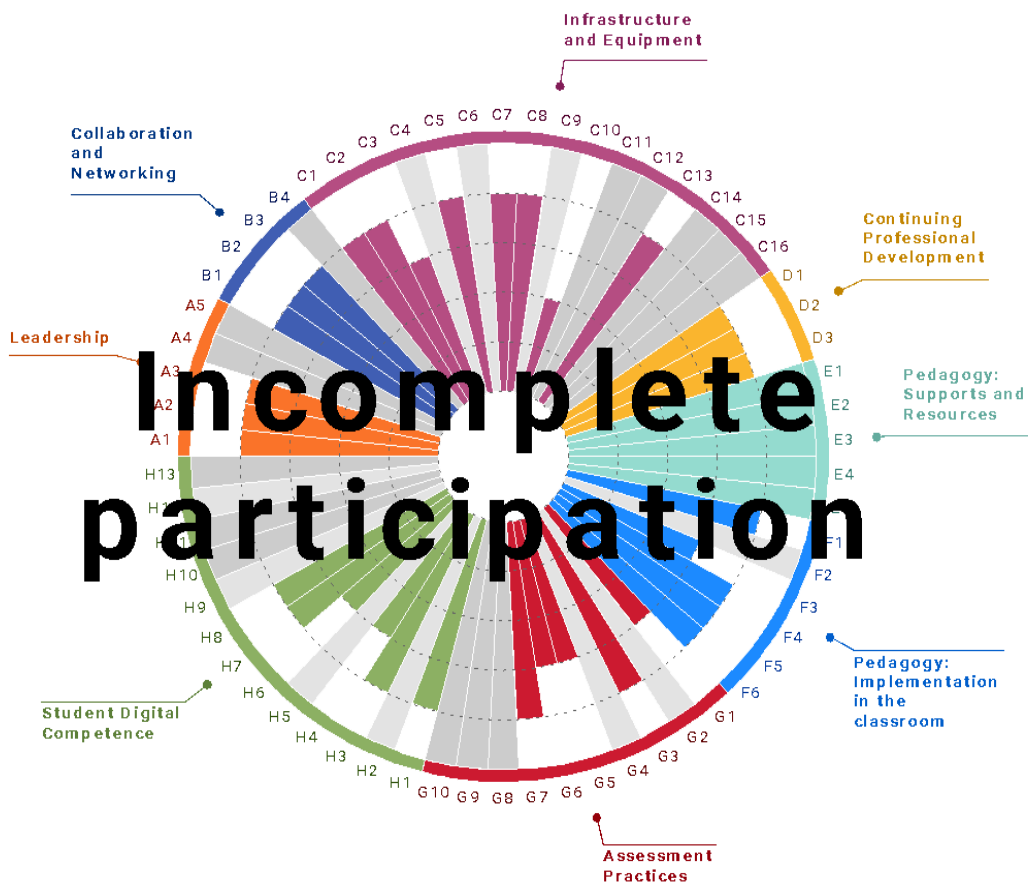 Infrastructure
and Equipment
Collaboration
and
Networking
Continuing
Professional
Development
Leadership
Pedagogy:
Supports and
Resources
Pedagogy:
Implementation
in the
classroom
Student Digital
Competence
Assessment
Practices
A1
A2
A3
A4
A5
B1
B2
B3
B4
C1
C2
C3
C4
C5
C6
C7
C8
C9
C10
C11
C12
C13
C14
C15
C16
D1
D2
D3
E1
E2
E3
E4
F1
F2
F3
F4
F5
F6
G1
G2
G3
G4
G5
G6
G7
G8
G9
G10
H1
H2
H3
H4
H5
H6
H7
H8
H9
H10
H13
Incomplete
participation